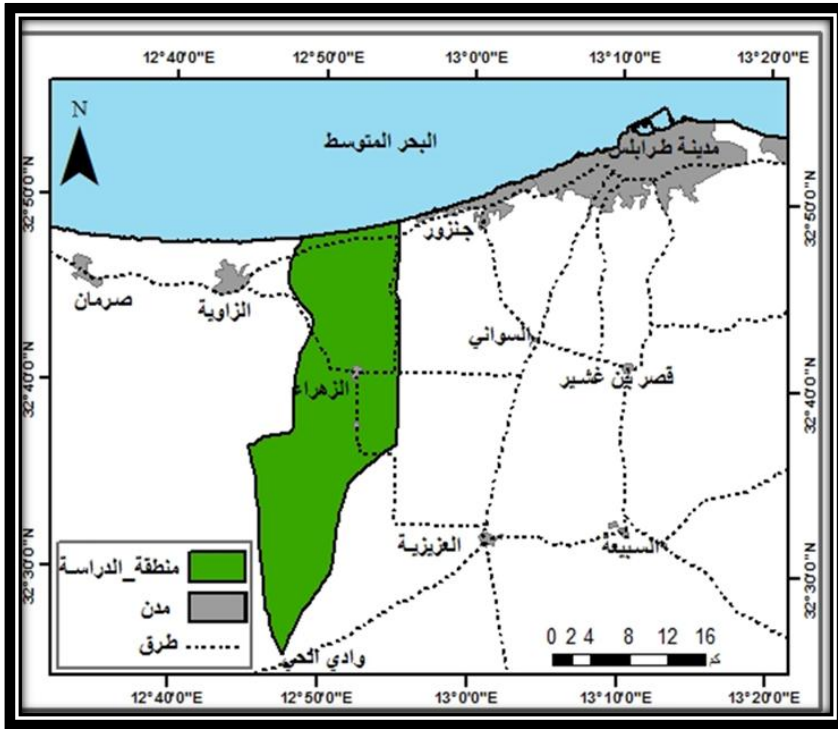 12°40'0"E 12°50'0"E 13°0'0"E 13°10'0"E 13°20'0"E
N
البحر المتوسط
مدينة طرابلس
32°50'0"N
32°50'0"N
جنزور
صرمان
الزاوية
السواني
32°40'0"N
الزهراء
قصر بن غشير
32°40'0"N
العزيزية
السبيعة
32°30'0"N
32°30'0"N
منطقة_الدراسة
مدن
طرق
وادي الحي
0 2 4 8 12 16
كم
12°40'0"E 12°50'0"E 13°0'0"E 13°10'0"E 13°20'0"E